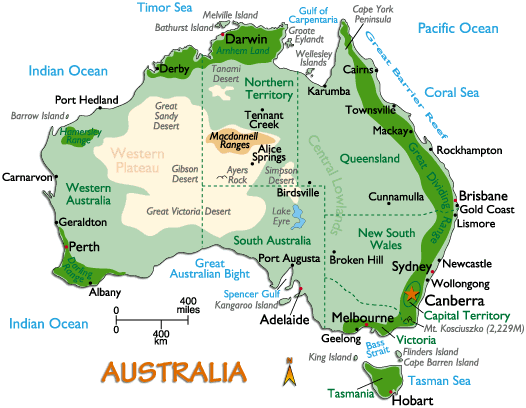 Timor Sea
Melville Island
Bathurst Island
Gulf of
Carpentaria
Cape York
Peninsula
Pacific Ocean
Darwin
Arnhem Land
Groote
Eylandt
Wellesley
Islands
Great Barrier Reef
Indian Ocean
Derby
Tanami
Desert
Karumba
Cairns
Coral Sea
Port Hedland
Northern
Territory
Townsville
Barrow Island
Great
Sandy
Desert
Tennant
Creek
Mackay
Hamersley
Range
Macdonnell
Ranges
Rockhampton
Western
Plateau
Alice
Springs
Central Lowlands
Queensland
Great Dividing Range
Carnarvon
Gibson
Desert
Ayers
Rock
Simpson
Desert
Birdsville
Western
Australia
Cunnamulla
Brisbane
Gold Coast
Lismore
Geraldton
Great Victoria Desert
Lake
Eyre
New South
Wales
Perth
South Australia
Darling
Range
Great
Australian Bight
Port Augusta
Broken Hill
Sydney
Newcastle
Wollongong
Albany
Spencer Gulf
Kangaroo Island
Canberra
Capital Territory
Mt. Kosciuszko (2,229M)
0
400
miles
0
400
km
Indian Ocean
Adelaide
Melbourne
Geelong
Victoria
Bass
Strait
King Island
Flinders Island
Cape Barren Island
AUSTRALIA
N
Tasmania
Tasman Sea
Hobart